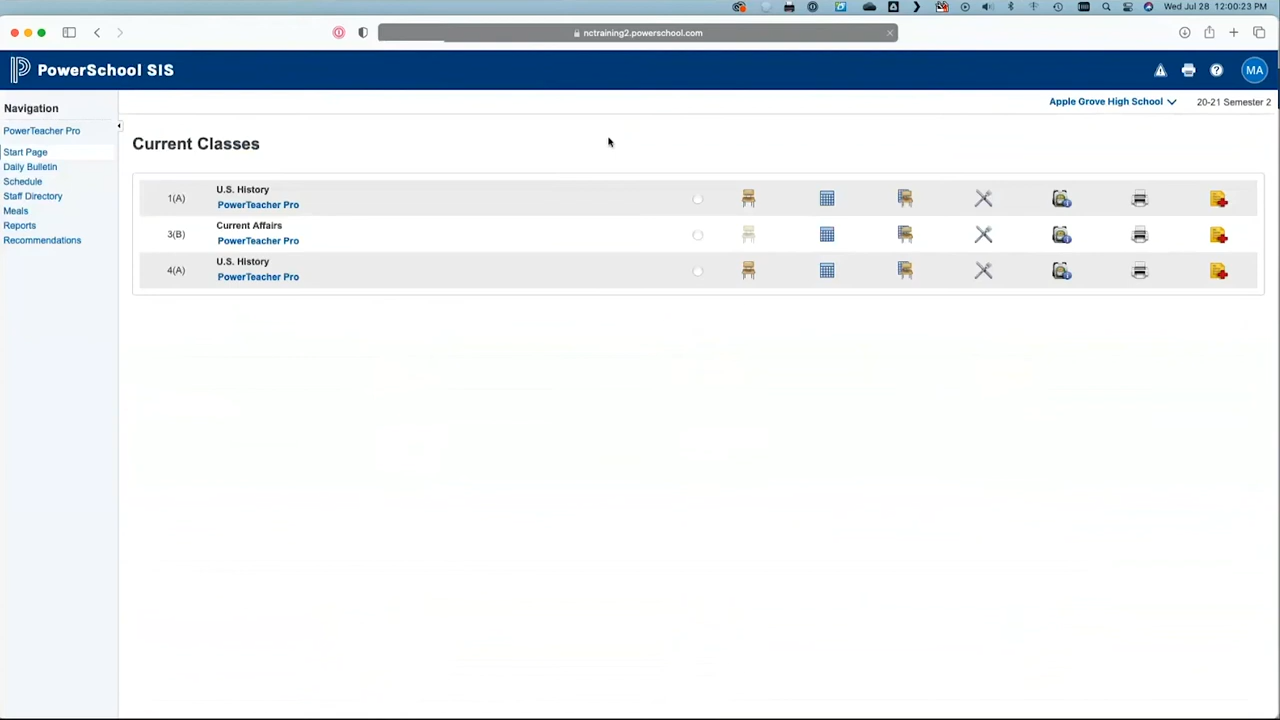 Wed Jul 28 12:00:23 PM
nctraining2.powerschool.com
PowerSchool SIS
MA
Navigation
Apple Grove High School
20-21 Semester 2
PowerTeacher Pro
Start Page
Daily Bulletin
Schedule
Staff Directory
Meals
Reports
Recommendations
Current Classes
1(A)
U.S. History
PowerTeacher Pro
3(B)
Current Affairs
PowerTeacher Pro
4(A)
U.S. History
PowerTeacher Pro